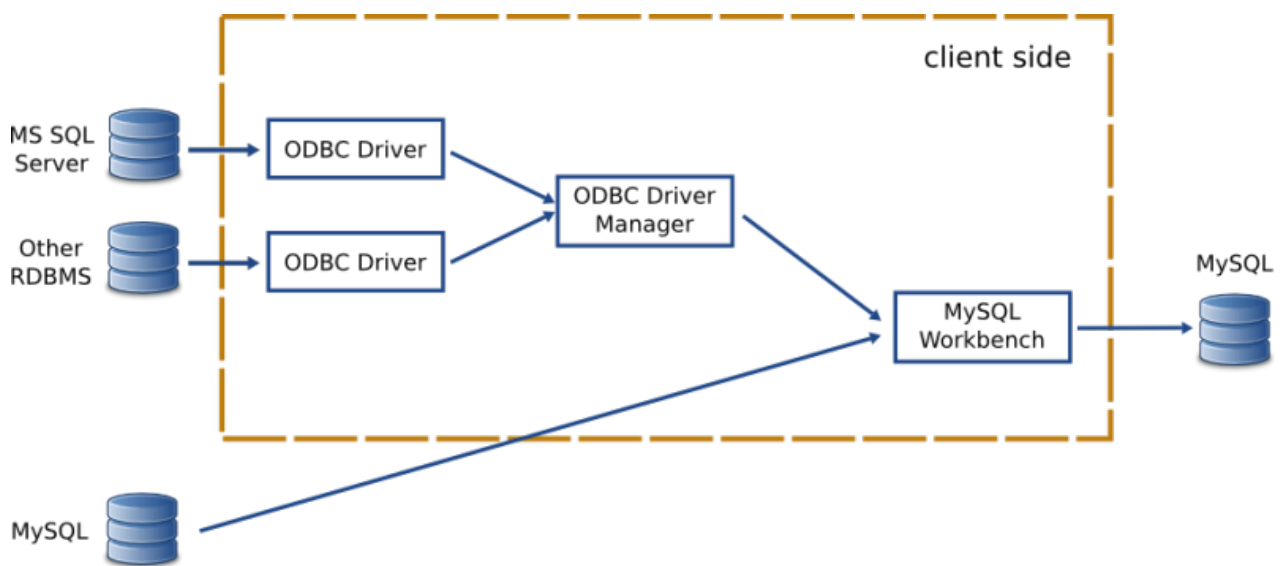 client side
MS SQL
Server
ODBC Driver
ODBC Driver
Manager
Other
RDBMS
ODBC Driver
MySQL
Workbench
MySQL
MySQL